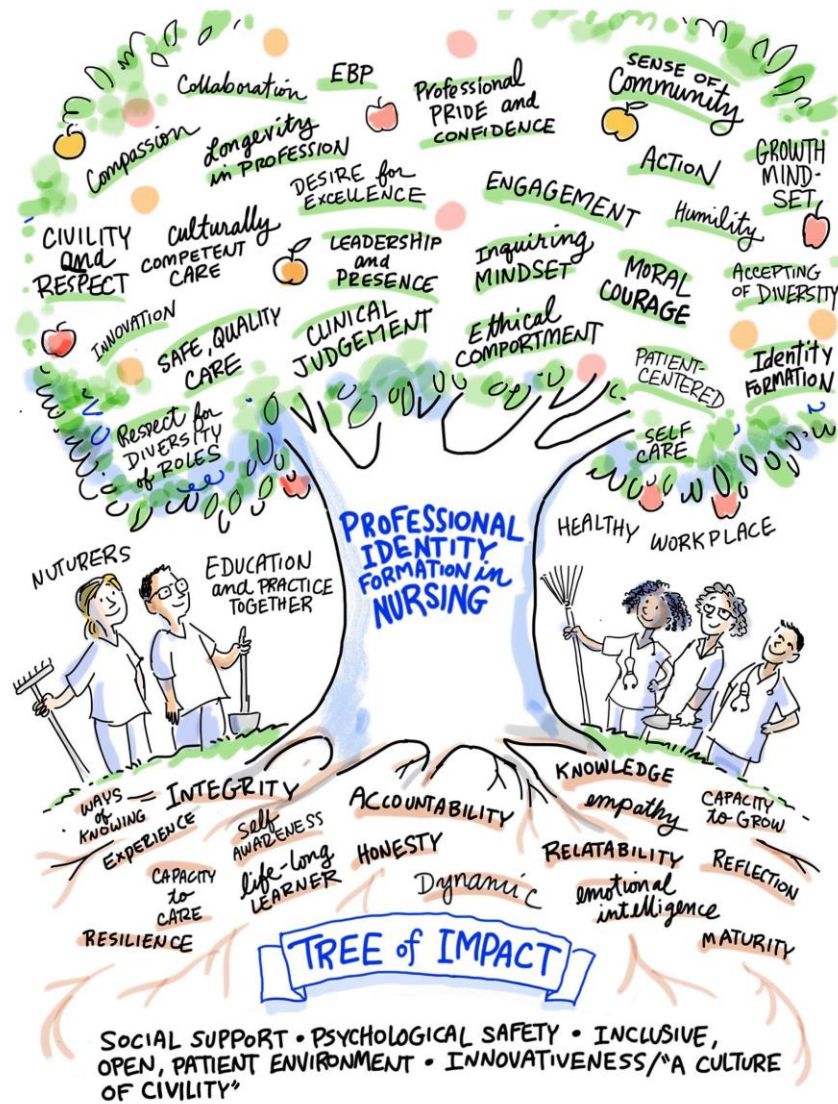 Collaboration
EBP
Professional
PRIDE and
CONFIDENCE
SENSE OF
Community
Compassion
Longevity
in PROFESSION
DESIRE for
EXCELLENCE
ENGAGEMENT
ACTION
GROWTH
MIND-
SET
Humility
CIVILITY
and
RESPECT
Culturally
COMPETENT
CARE
LEADERSHIP
and
PRESENCE
Inquiring
MINDSET
MORAL
COURAGE
ACCEPTING
OF DIVERSITY
INNOVATION
SAFE, QUALITY
CARE
CLINICAL
JUDGEMENT
Ethical
COMPORTMENT
PATIENT-
CENTERED
Identity
FORMATION
Respect for
DIVERSITY
of ROLES
SELF
CARE
PROFESSIONAL
IDENTITY
FORMATION in
NURSING
HEALTHY WORKPLACE
NUTURERS
EDUCATION
and PRACTICE
TOGETHER
WAYS
of
KNOWING
INTEGRITY
EXPERIENCE
Self
AWARENESS
ACCOUNTABILITY
KNOWLEDGE
empathy
CAPACITY
to GROW
CAPACITY
to
CARE
life-long
LEARNER
HONESTY
Dynamic
RELATABILITY
emotional
intelligence
REFLECTION
RESILIENCE
MATURITY
TREE of IMPACT
SOCIAL SUPPORT • PSYCHOLOGICAL SAFETY • INCLUSIVE,
OPEN, PATIENT ENVIRONMENT • INNOVATIVENESS/"A CULTURE
OF CIVILITY"